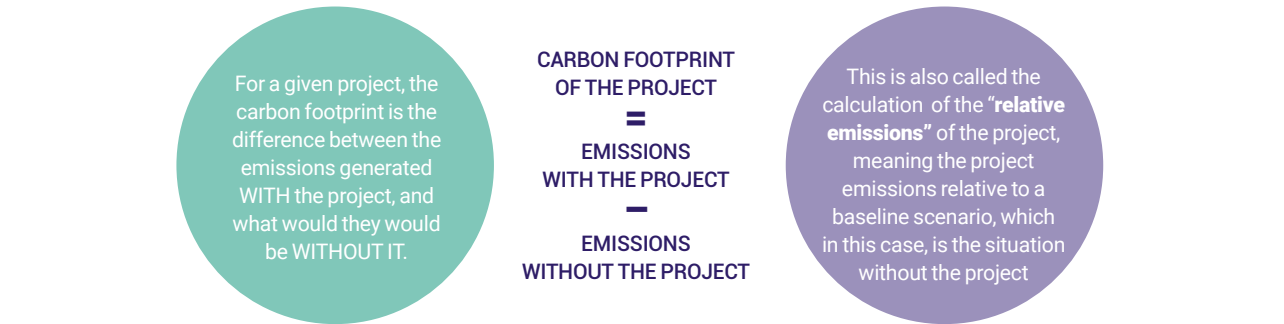 For a given project, the
carbon footprint is the
difference between the
emissions generated
WITH the project, and
what would they would
be WITHOUT IT.
CARBON FOOTPRINT
OF THE PROJECT
=
EMISSIONS
WITH THE PROJECT
–
EMISSIONS
WITHOUT THE PROJECT
This is also called the
calculation of the “relative
emissions” of the project,
meaning the project
emissions relative to a
baseline scenario, which
in this case, is the situation
without the project